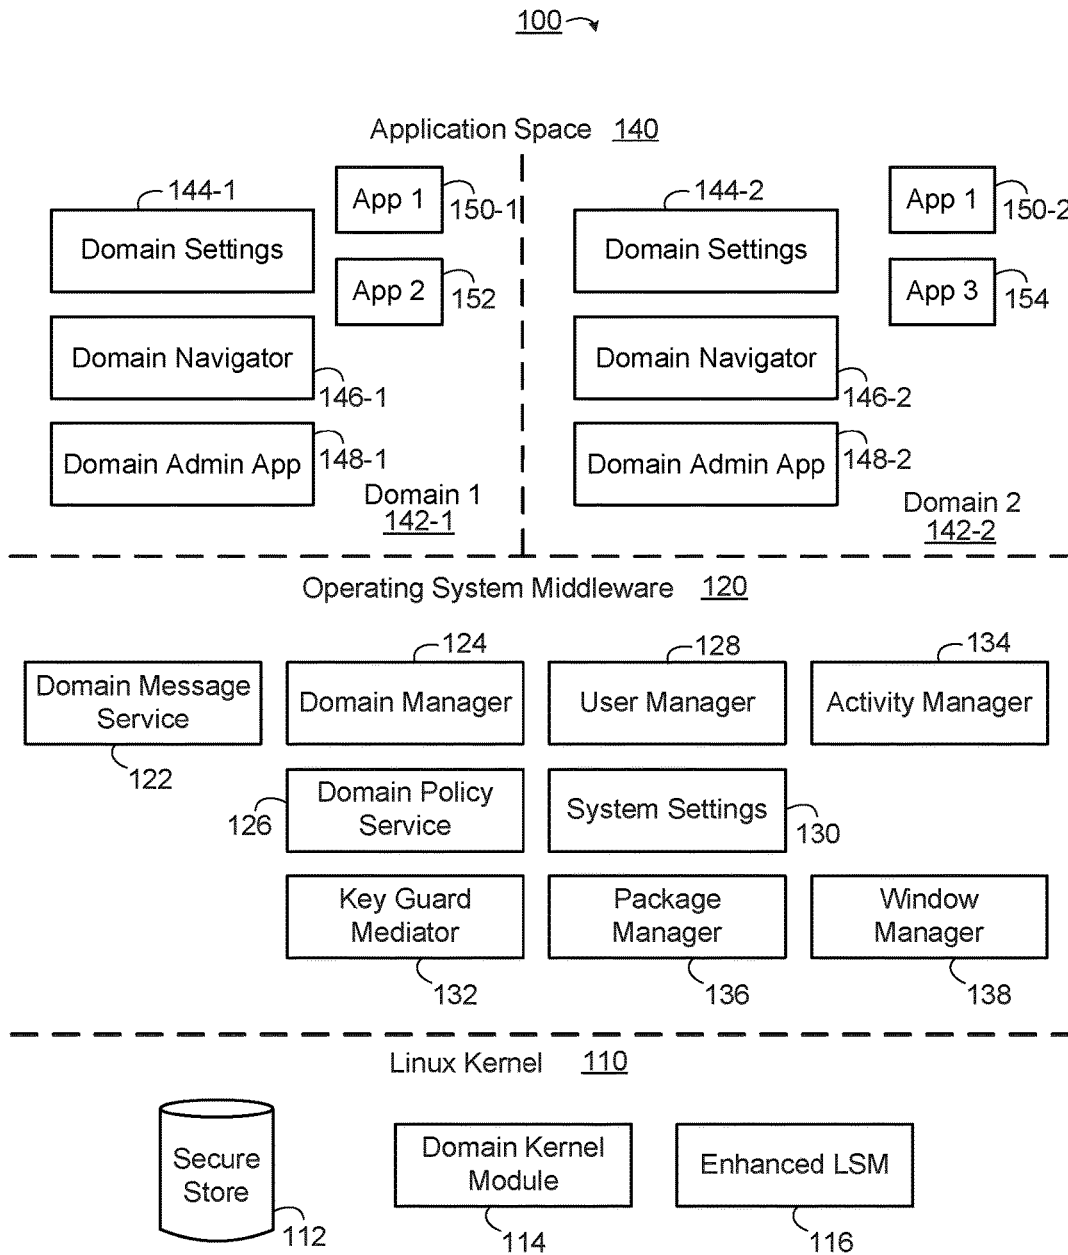 100
Application Space 140
144-1
App 1
150-1
144-2
App 1
150-2
Domain Settings
App 2
152
Domain Settings
App 3
154
Domain Navigator
146-1
Domain Navigator
146-2
Domain Admin App
148-1
Domain Admin App
148-2
Domain 1
142-1
Domain 2
142-2
Operating System Middleware 120
124
128
134
Domain Message
Service
122
Domain Manager
User Manager
Activity Manager
126
Domain Policy
Service
System Settings
130
Key Guard
Mediator
132
Package
Manager
136
Window
Manager
138
Linux Kernel 110
Secure
Store
112
Domain Kernel
Module
114
Enhanced LSM
116